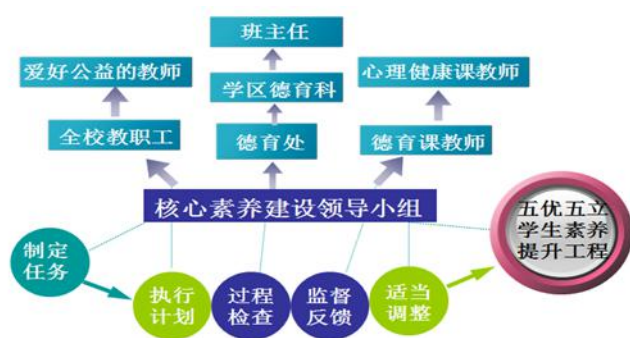 班主任
爱好公益的教师
学区德育科
心理健康课教师
全校教职工
德育处
德育课教师
核心素养建设领导小组
五优五立
学生素养
提升工程
制定
任务
执行
计划
过程
检查
监督
反馈
适当
调整